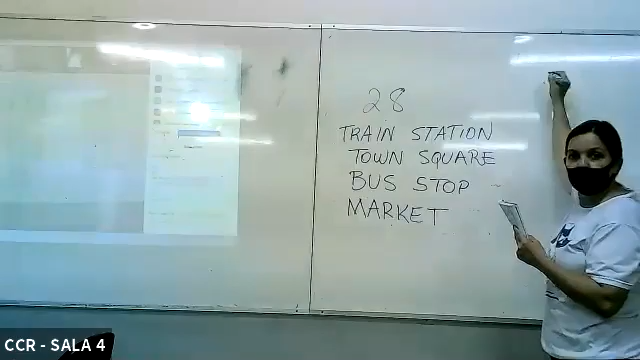 28
TRAIN STATION
TOWN SQUARE
BUS STOP
MARKET
CCR - SALA 4